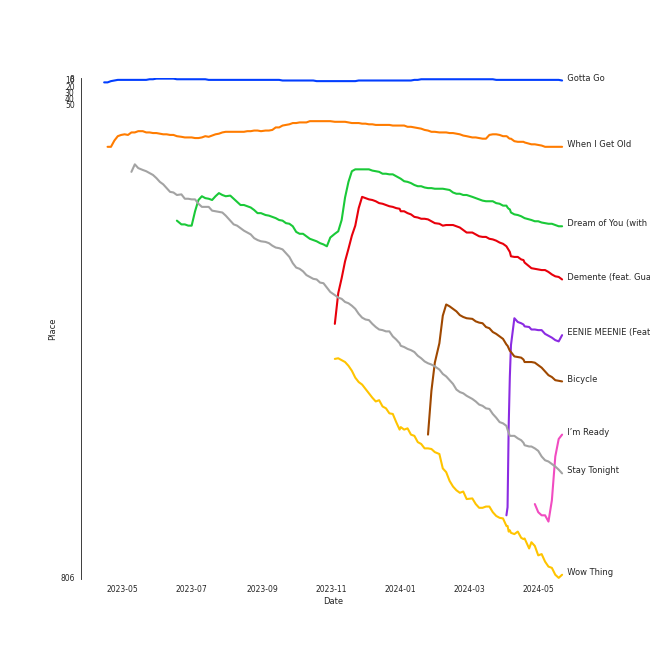 10
20
30
40
50
Gotta Go
When I Get Old
Dream of You (with
Demente (feat. Gua
EENIE MEENIE (Feat
Bicycle
I'm Ready
Stay Tonight
Wow Thing
Place
806
2023-05
2023-07
2023-09
2023-11
2024-01
2024-03
2024-05
Date